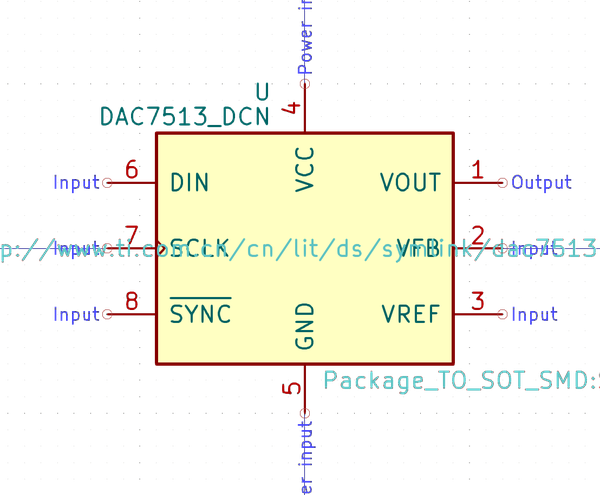 Power in
U
DAC7513_DCN
4
VCC
Input 6 DIN VOUT 1 Output
Input 7 SCLK VFB 2 Input
p://www.ti.com.cn/cn/lit/ds/symlink/dac7513
Input 8 SYNC VREF 3 Input
GND
5
Package_TO_SOT_SMD:S
er input